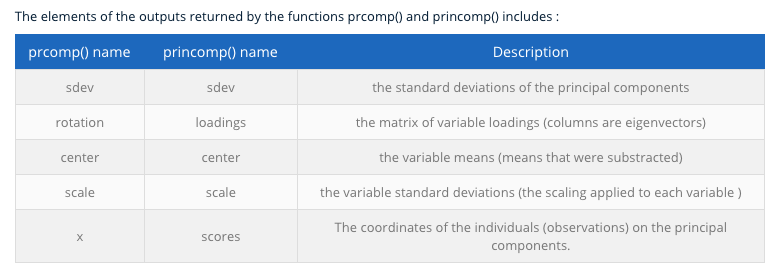 The elements of the outputs returned by the functions prcomp() and princomp() includes :
prcomp() name princomp() name Description
sdev sdev the standard deviations of the principal components
rotation loadings the matrix of variable loadings (columns are eigenvectors)
center center the variable means (means that were substracted)
scale scale the variable standard deviations (the scaling applied to each variable )
x scores The coordinates of the individuals (observations) on the principal
components.